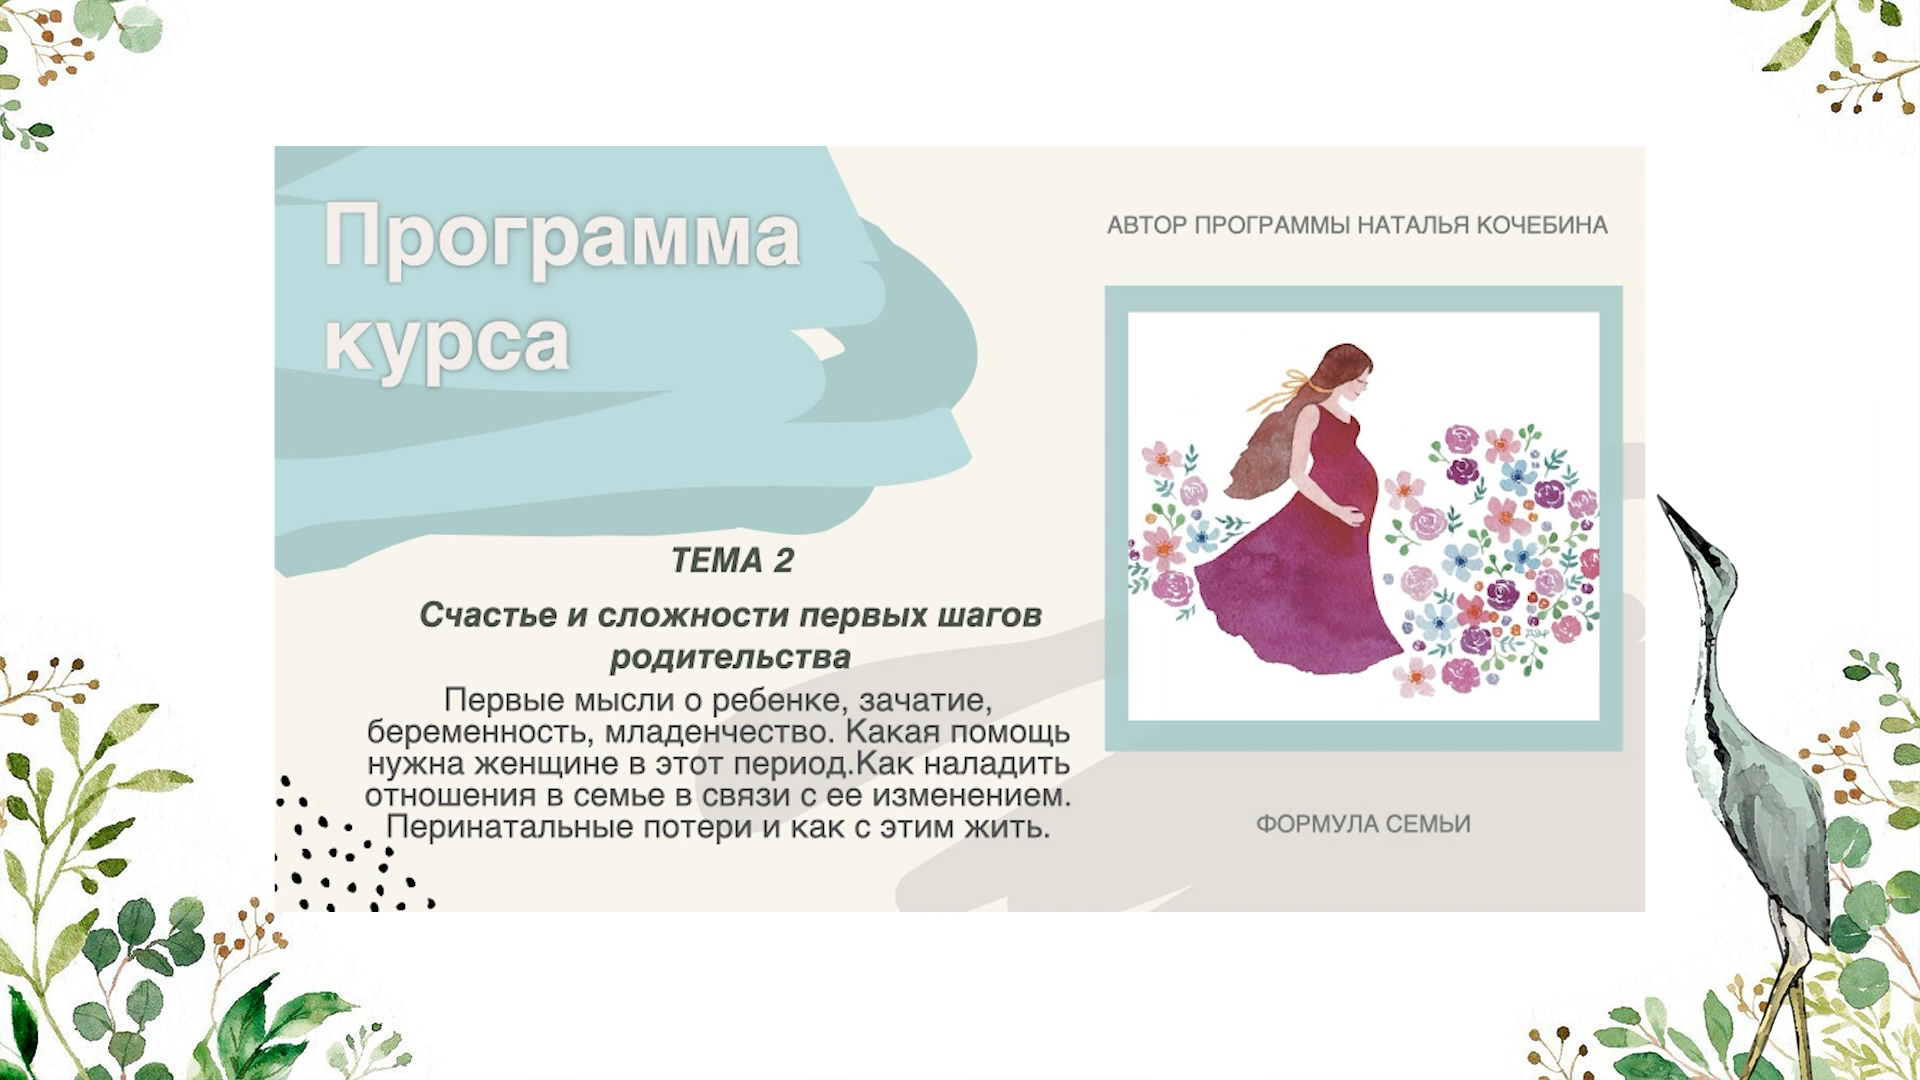 Программа
курса
АВТОР ПРОГРАММЫ НАТАЛЬЯ КОЧЕБИНА
ТЕМА 2
Счастье и сложности первых шагов
родительства
Первые мысли о ребенке, зачатие,
беременность, младенчество. Какая помощь
нужна женщине в этот период.Как наладить
отношения в семье в связи с ее изменением.
Перинатальные потери и как с этим жить.
ФОРМУЛА СЕМЬИ